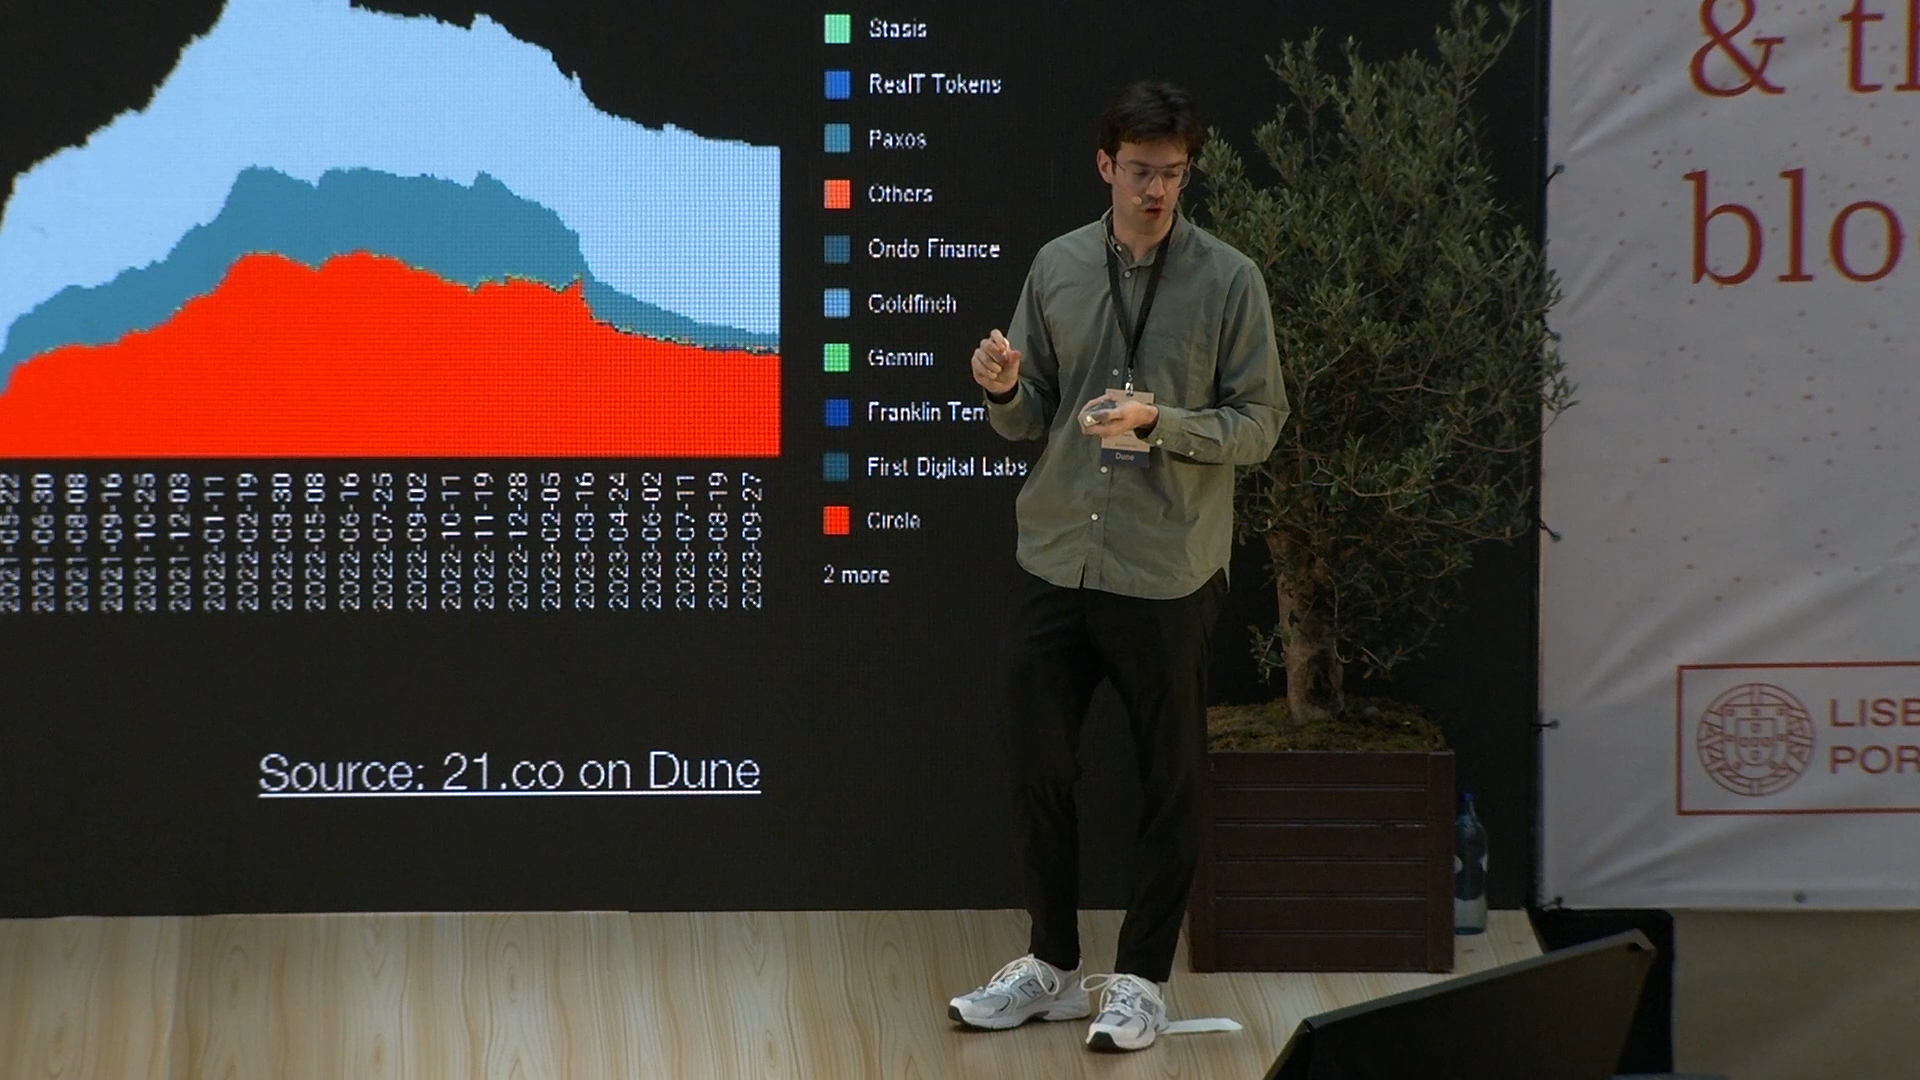 Stasis
RealT Tokens
Paxos
Others
Ondo Finance
Goldfinch
Gemini
Franklin Tem
First Digital Labs
Circle
2 more
2021-05-22
2021-06-30
2021-08-08
2021-09-16
2021-10-25
2021-12-03
2022-01-11
2022-02-19
2022-03-30
2022-05-08
2022-06-16
2022-07-25
2022-09-02
2022-10-11
2022-11-19
2022-12-28
2023-02-05
2023-03-16
2023-04-24
2023-06-02
2023-07-11
2023-08-19
2023-09-27
Source: 21.co on Dune
Dune
& t
blo
LISB
POR